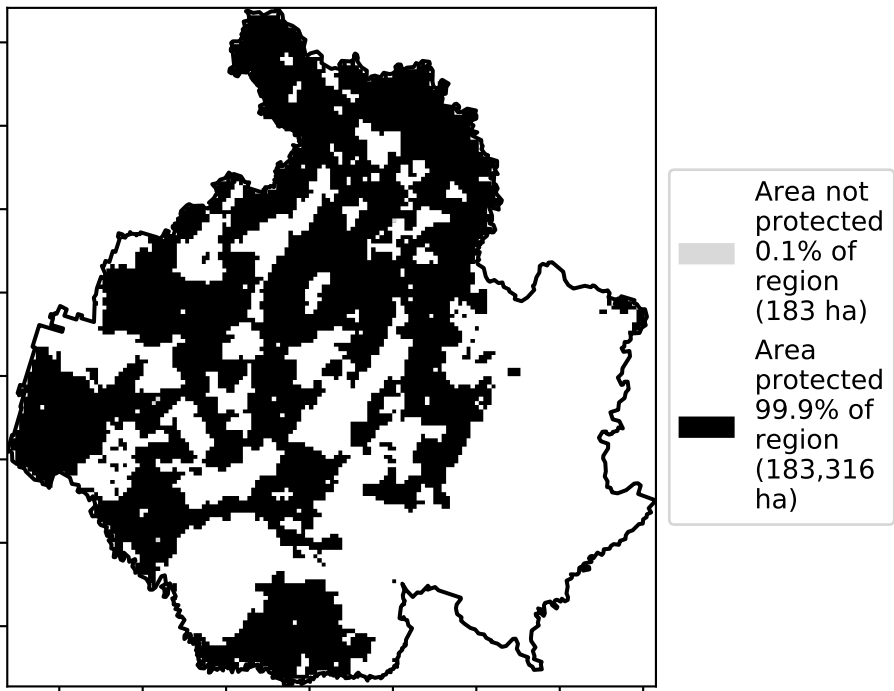 Area not
protected
0.1% of
region
(183 ha)
Area
protected
99.9% of
region
(183,316
ha)